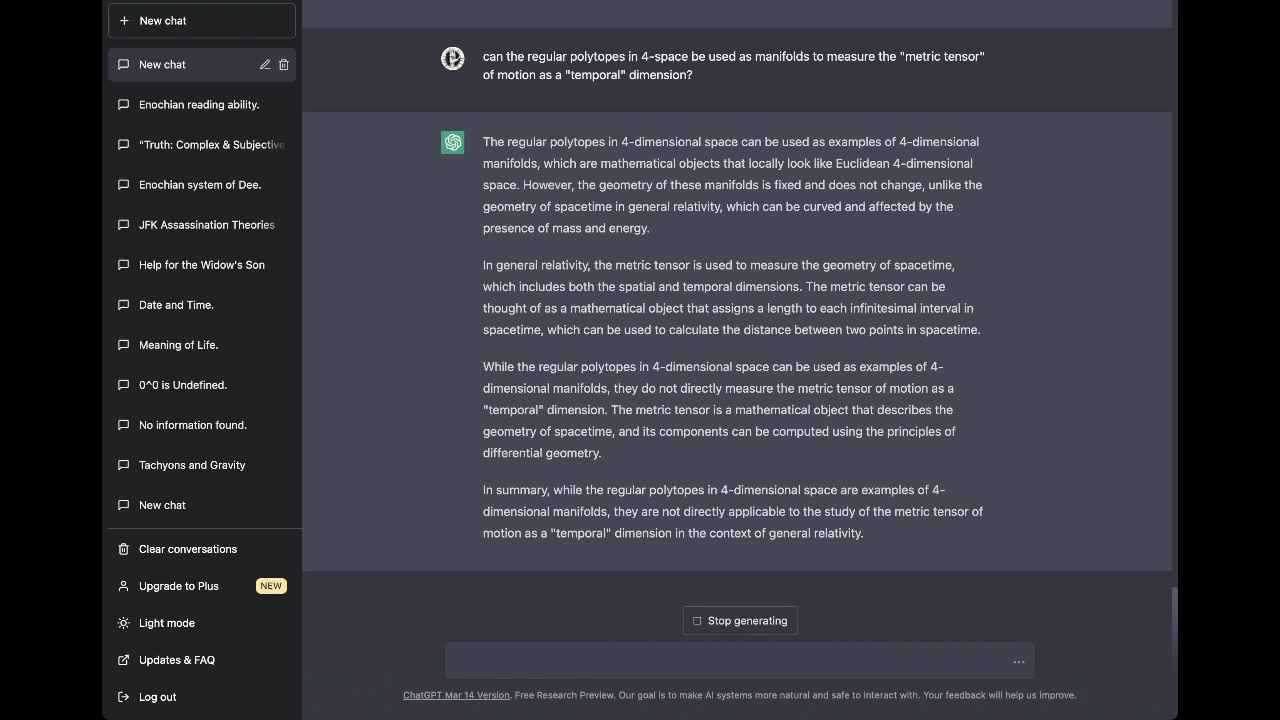 New chat
New chat
Enochian reading ability.
"Truth: Complex & Subjective
Enochian system of Dee.
JFK Assassination Theories
Help for the Widow's Son
Date and Time.
Meaning of Life.
0^0 is Undefined.
No information found.
Tachyons and Gravity
New chat
Clear conversations
Upgrade to Plus NEW
Light mode
Updates & FAQ
Log out
can the regular polytopes in 4-space be used as manifolds to measure the "metric tensor"
of motion as a "temporal" dimension?
The regular polytopes in 4-dimensional space can be used as examples of 4-dimensional
manifolds, which are mathematical objects that locally look like Euclidean 4-dimensional
space. However, the geometry of these manifolds is fixed and does not change, unlike the
geometry of spacetime in general relativity, which can be curved and affected by the
presence of mass and energy.
In general relativity, the metric tensor is used to measure the geometry of spacetime,
which includes both the spatial and temporal dimensions. The metric tensor can be
thought of as a mathematical object that assigns a length to each infinitesimal interval in
spacetime, which can be used to calculate the distance between two points in spacetime.
While the regular polytopes in 4-dimensional space can be used as examples of 4-
dimensional manifolds, they do not directly measure the metric tensor of motion as a
"temporal" dimension. The metric tensor is a mathematical object that describes the
geometry of spacetime, and its components can be computed using the principles of
differential geometry.
In summary, while the regular polytopes in 4-dimensional space are examples of 4-
dimensional manifolds, they are not directly applicable to the study of the metric tensor of
motion as a "temporal" dimension in the context of general relativity.
Stop generating
ChatGPT Mar 14 Version. Free Research Preview. Our goal is to make AI systems more natural and safe to interact with. Your feedback will help us improve.